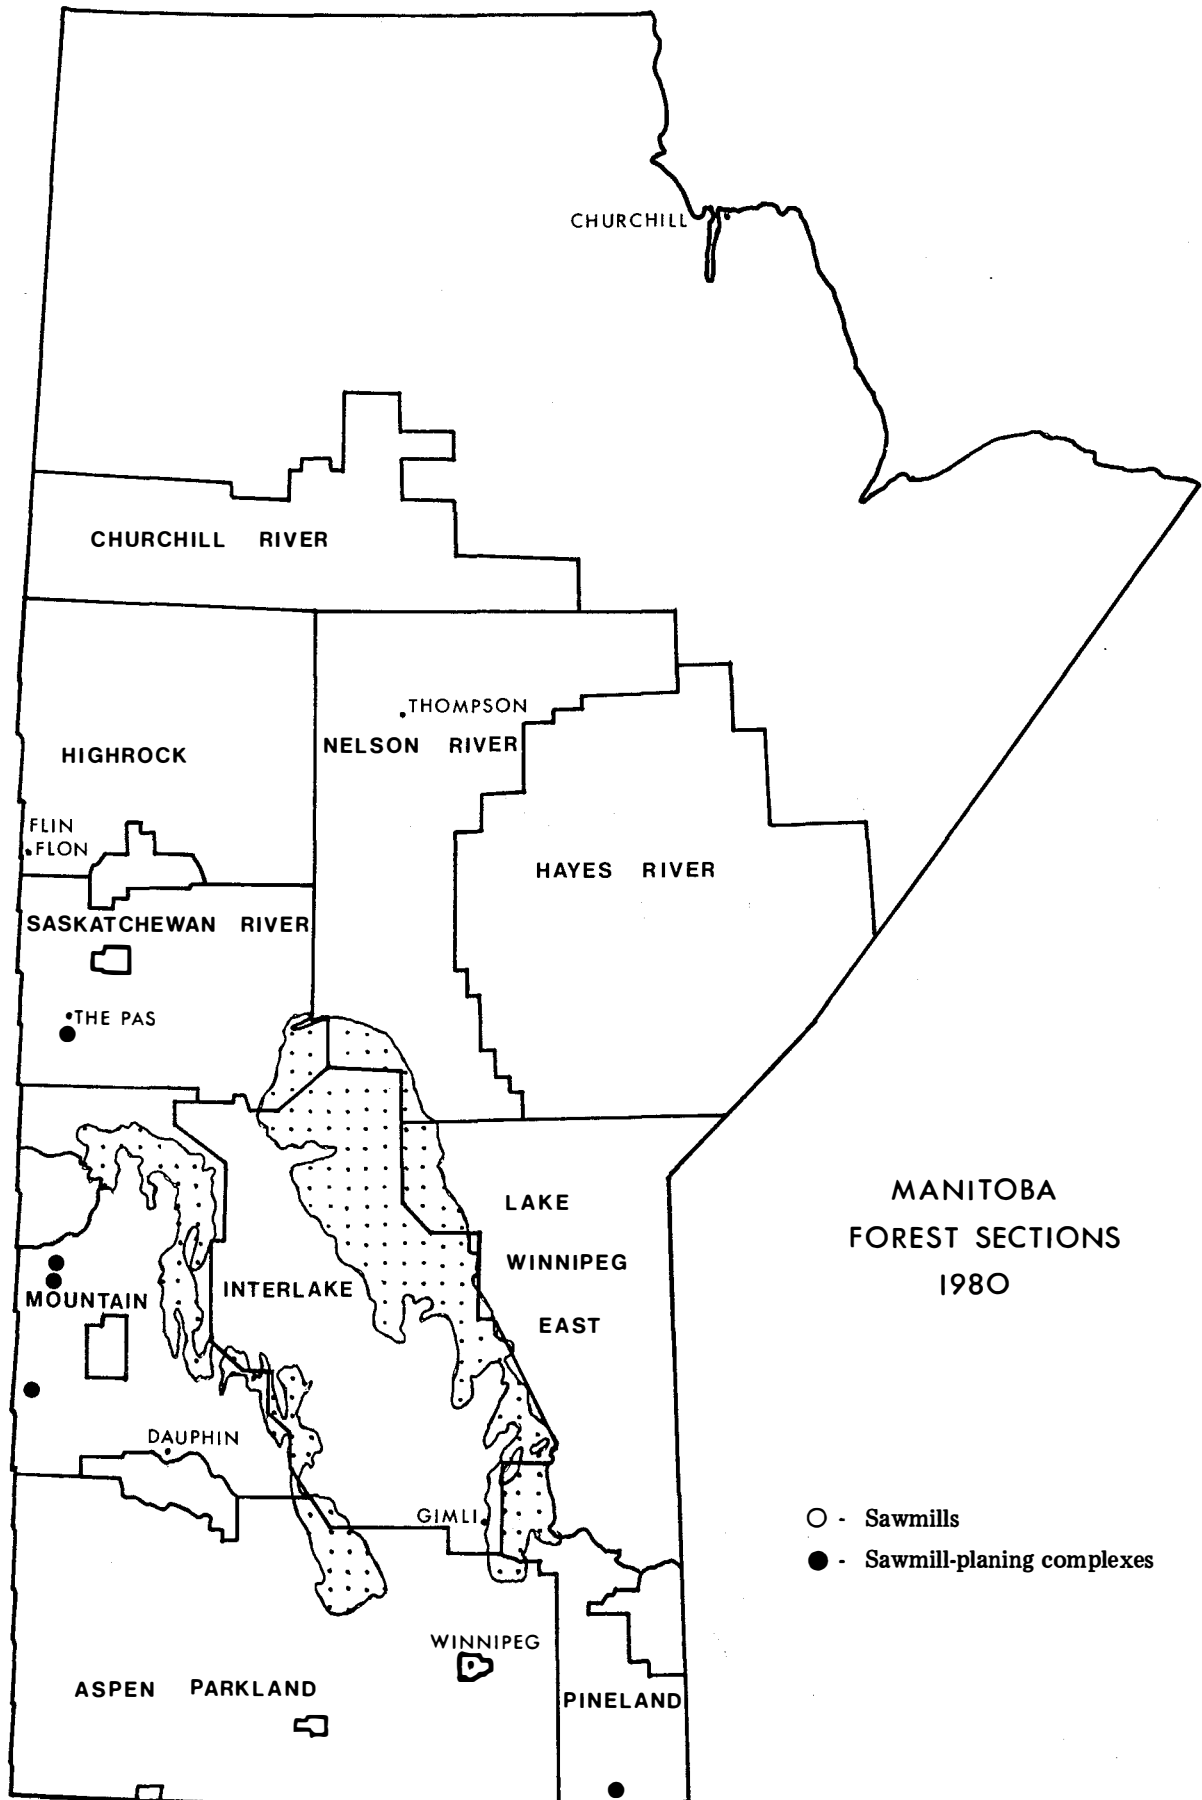 CHURCHILL
CHURCHILL RIVER
THOMPSON
NELSON RIVER
HIGHROCK
FLIN
FLON
HAYES RIVER
SASKATCHEWAN RIVER
THE PAS
MANITOBA
FOREST SECTIONS
1980
LAKE
WINNIPEG
EAST
INTERLAKE
MOUNTAIN
DAUPHIN
GIMLI
O - Sawmills
● - Sawmill-planing complexes
WINNIPEG
ASPEN PARKLAND
PINELAND